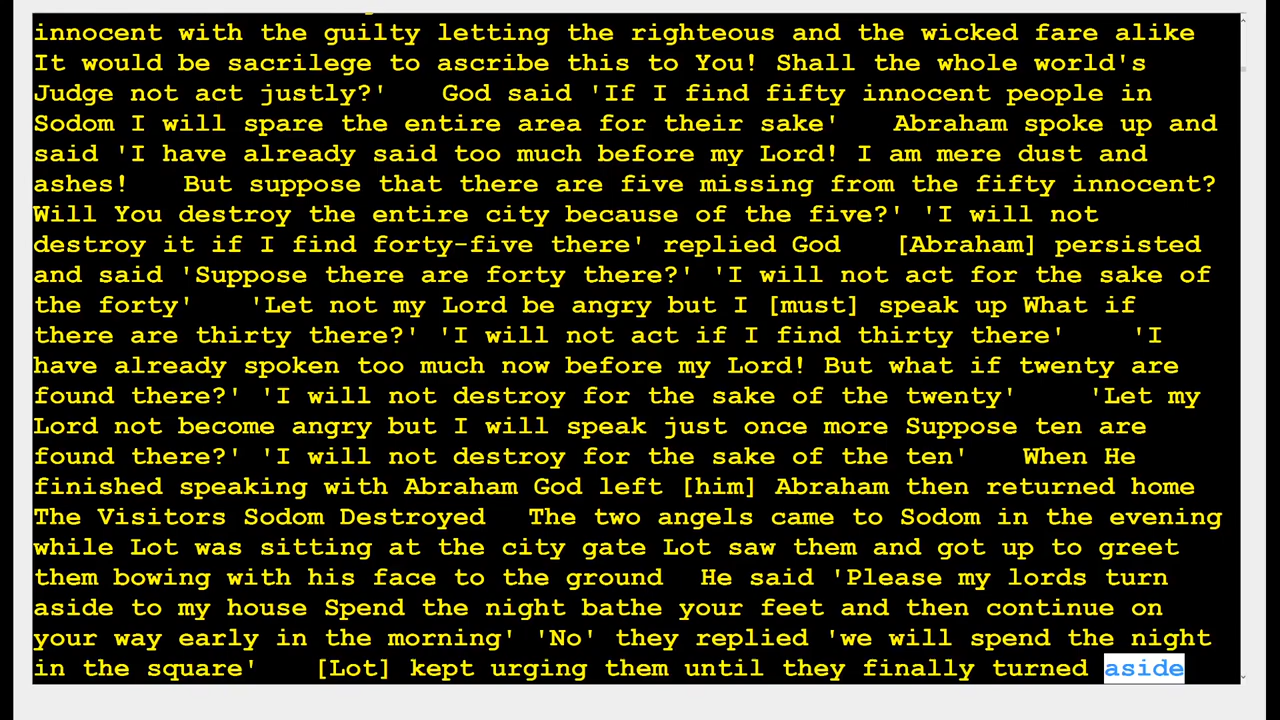 innocent with the guilty letting the righteous and the wicked fare alike
It would be sacrilege to ascribe this to You! Shall the whole world's
Judge not act justly?' God said 'If I find fifty innocent people in
Sodom I will spare the entire area for their sake' Abraham spoke up and
said 'I have already said too much before my Lord! I am mere dust and
ashes! But suppose that there are five missing from the fifty innocent?
Will You destroy the entire city because of the five?' 'I will not
destroy it if I find forty-five there' replied God [Abraham] persisted
and said 'Suppose there are forty there?' 'I will not act for the sake of
the forty' 'Let not my Lord be angry but I [must] speak up What if
there are thirty there?' 'I will not act if I find thirty there' 'I
have already spoken too much now before my Lord! But what if twenty are
found there?' 'I will not destroy for the sake of the twenty' 'Let my
Lord not become angry but I will speak just once more Suppose ten are
found there?' 'I will not destroy for the sake of the ten' When He
finished speaking with Abraham God left [him] Abraham then returned home
The Visitors Sodom Destroyed The two angels came to Sodom in the evening
while Lot was sitting at the city gate Lot saw them and got up to greet
them bowing with his face to the ground He said 'Please my lords turn
aside to my house Spend the night bathe your feet and then continue on
your way early in the morning' 'No' they replied 'we will spend the night
in the square' [Lot] kept urging them until they finally turned aside